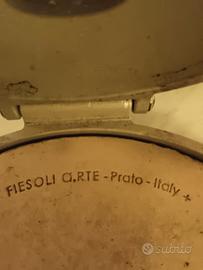 FIESOLI a.RTE - Prato - Italy +
subito